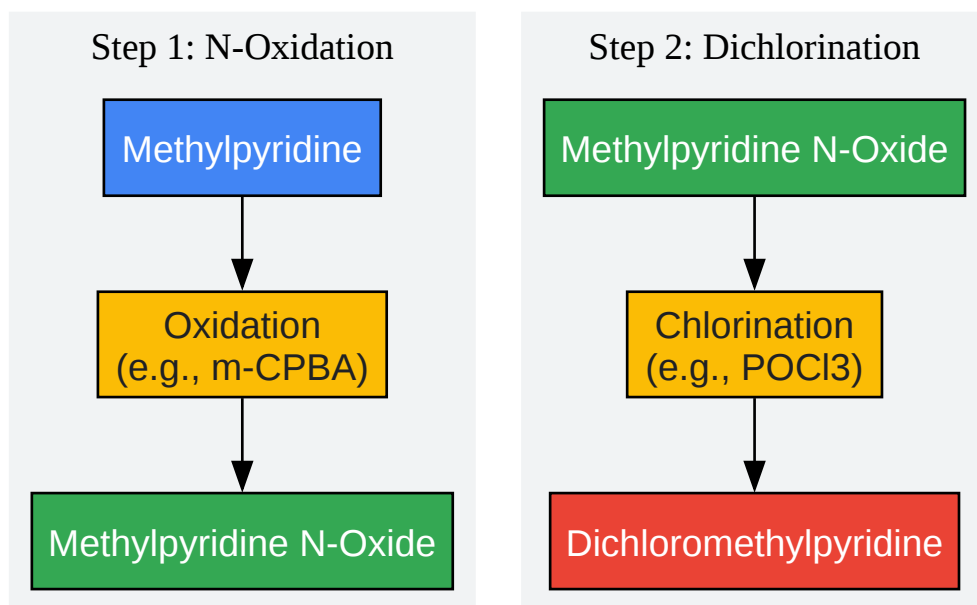 Step 1: N-Oxidation
Methylpyridine
Oxidation
(e.g., m-CPBA)
Methylpyridine N-Oxide
Step 2: Dichlorination
Methylpyridine N-Oxide
Chlorination
(e.g., POCl3)
Dichloromethylpyridine